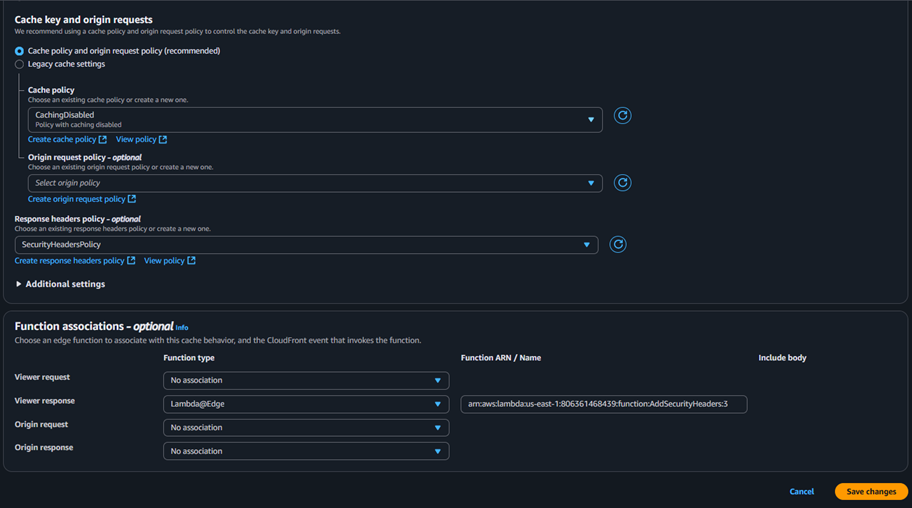 Cache key and origin requests
We recommend using a cache policy and origin request policy to control the cache key and origin requests.
Cache policy and origin request policy (recommended)
Legacy cache settings
Cache policy
Choose an existing cache policy or create a new one.
CachingDisabled
Policy with caching disabled
Create cache policy View policy
Origin request policy - optional
Choose an existing origin request policy or create a new one.
Select origin policy
Create origin request policy
Response headers policy - optional
Choose an existing response headers policy or create a new one.
SecurityHeadersPolicy
Create response headers policy View policy
Additional settings
Function associations - optional Info
Choose an edge function to associate with this cache behavior, and the CloudFront event that invokes the function.
Function type Function ARN / Name Include body
Viewer request No association
Viewer response Lambda@Edge arn:aws:lambda:us-east-1:806361468439:function:AddSecurityHeaders:3
Origin request No association
Origin response No association
Cancel Save changes